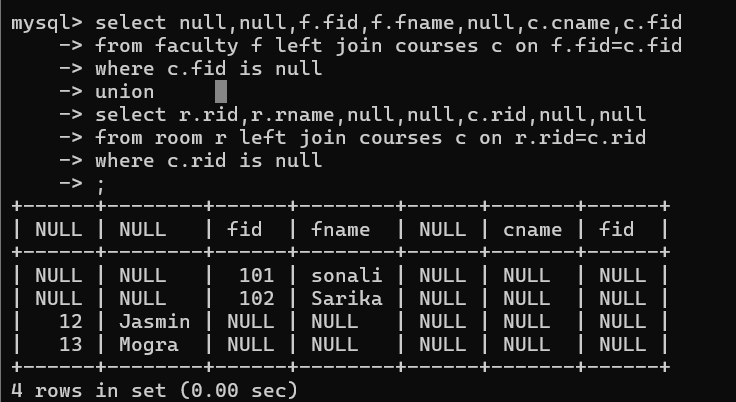 mysql> select null,null,f.fid,f.fname,null,c.cname,c.fid
    -> from faculty f left join courses c on f.fid=c.fid
    -> where c.fid is null
    -> union
    -> select r.rid,r.rname,null,null,c.rid,null,null
    -> from room r left join courses c on r.rid=c.rid
    -> where c.rid is null
    -> ;
+------+--------+------+--------+------+-------+------+
| NULL | NULL   | fid  | fname  | NULL | cname | fid  |
+------+--------+------+--------+------+-------+------+
| NULL | NULL   |  101 | sonali | NULL | NULL  | NULL |
| NULL | NULL   |  102 | Sarika | NULL | NULL  | NULL |
|   12 | Jasmin | NULL | NULL   | NULL | NULL  | NULL |
|   13 | Mogra  | NULL | NULL   | NULL | NULL  | NULL |
+------+--------+------+--------+------+-------+------+
4 rows in set (0.00 sec)